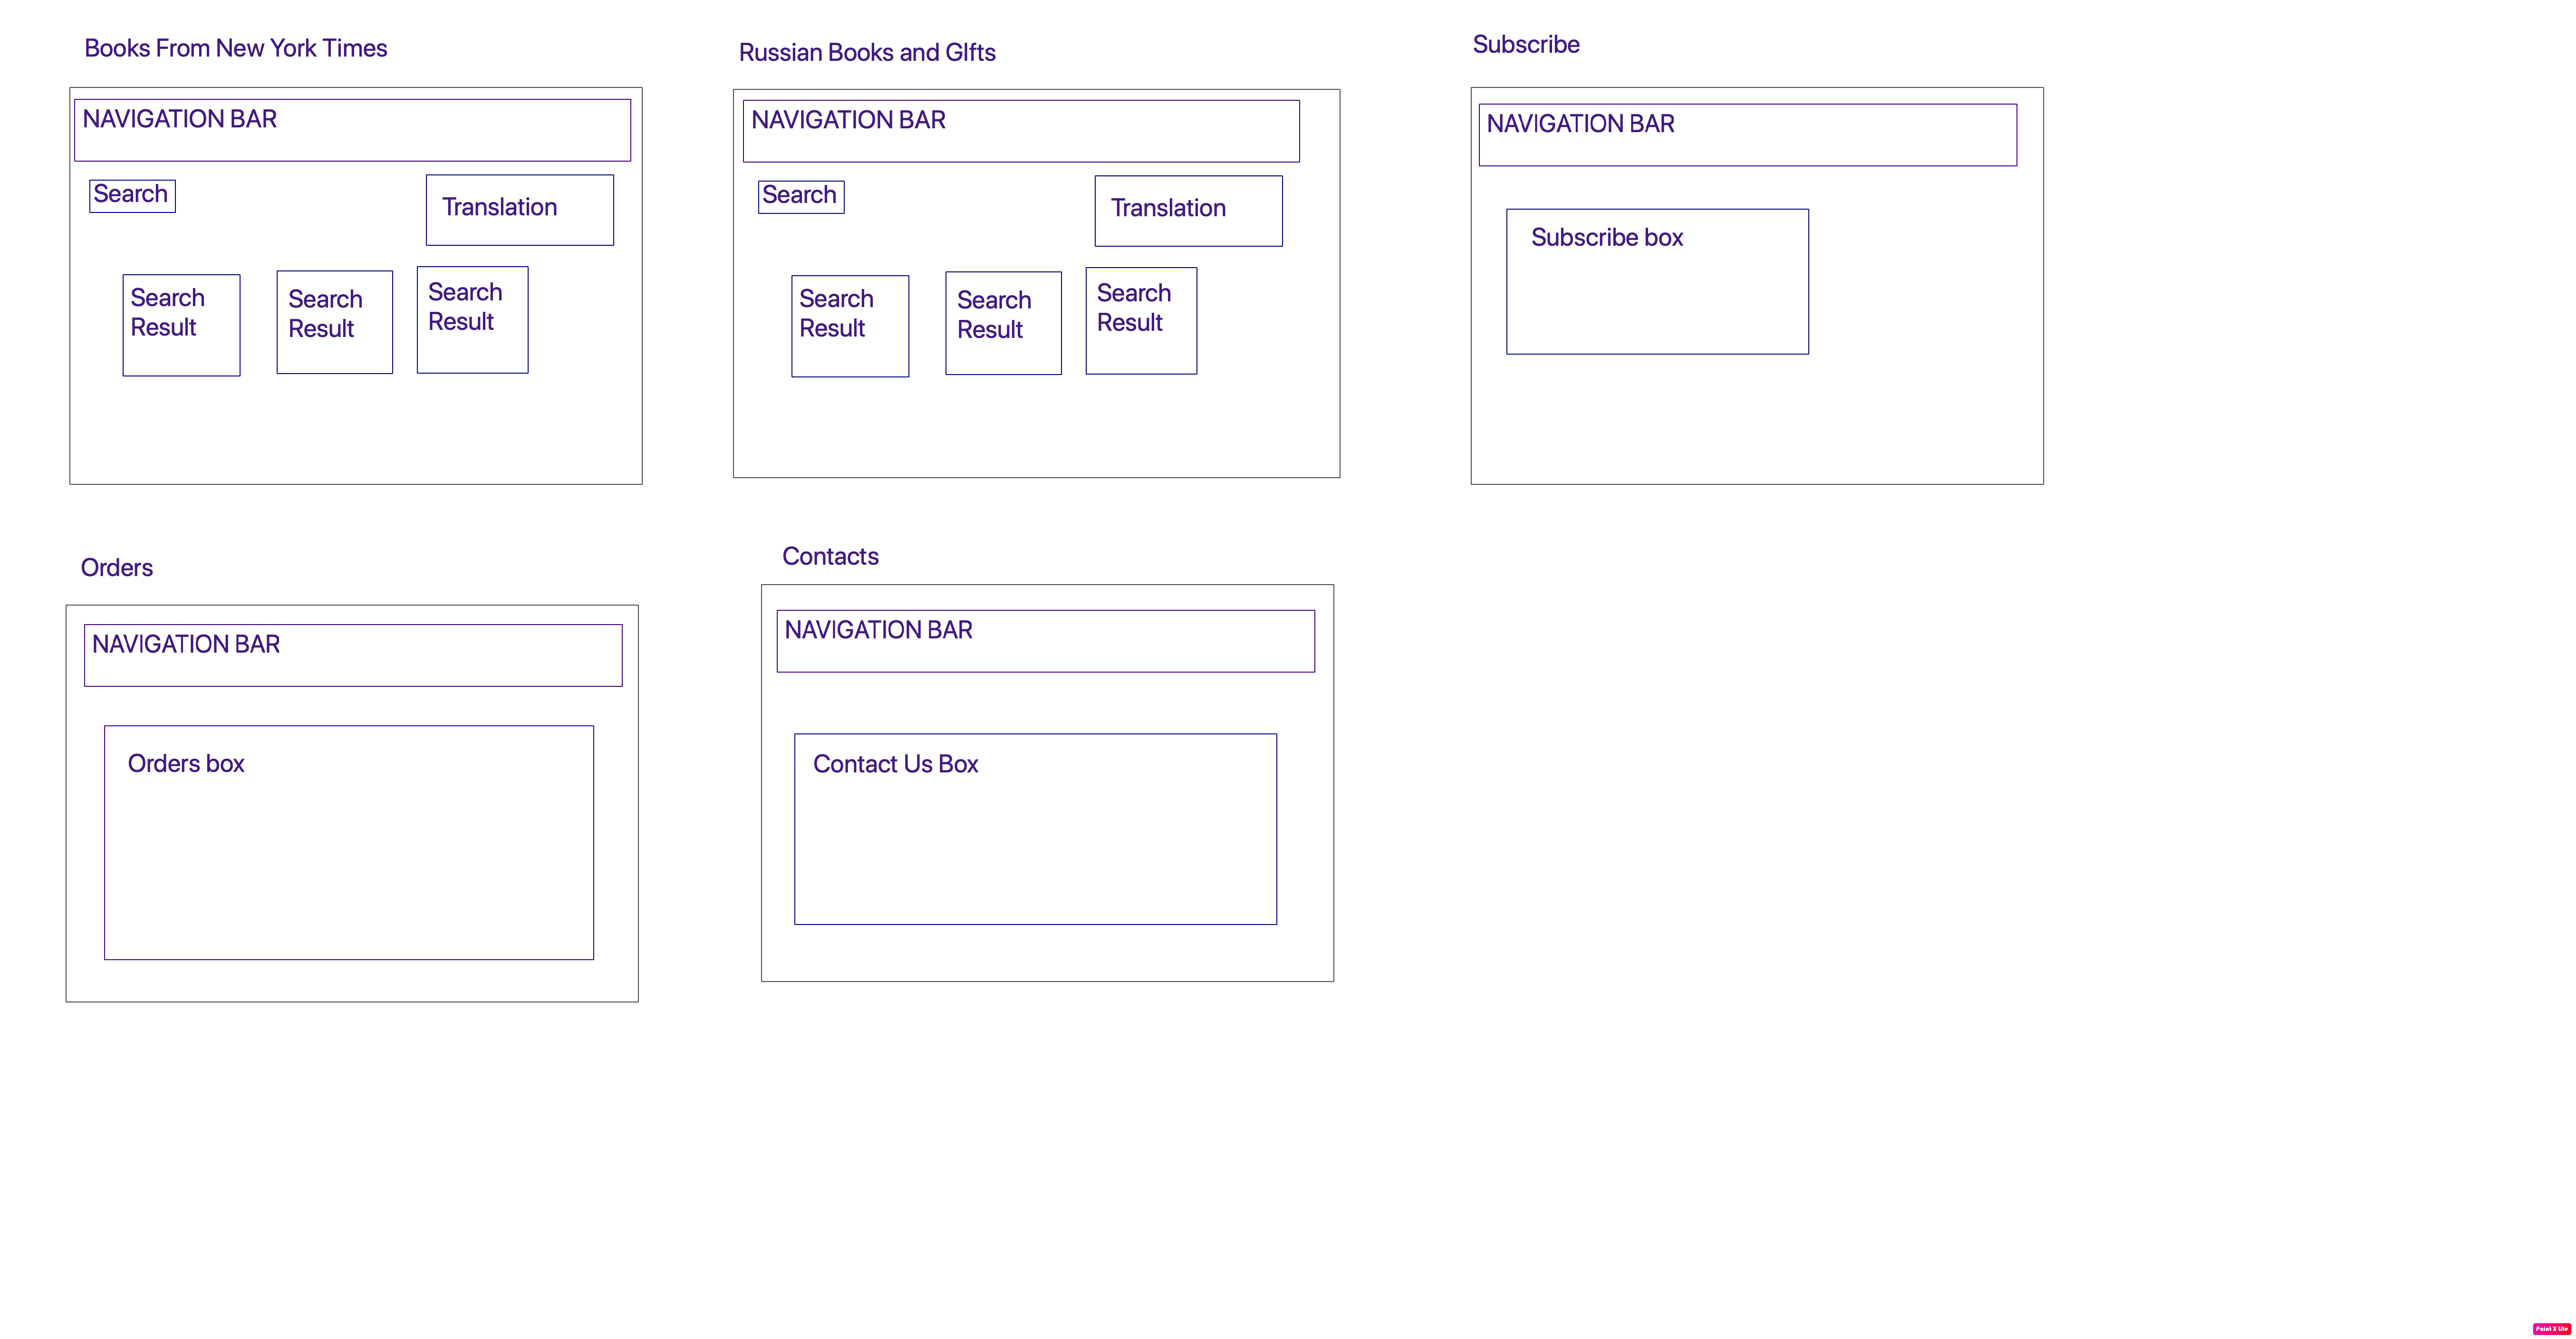 Books From New York Times
NAVIGATION BAR
Search
Translation
Search
Result
Search
Result
Search
Result
Russian Books and GIfts
NAVIGATION BAR
Search
Translation
Search
Result
Search
Result
Search
Result
Subscribe
NAVIGATION BAR
Subscribe box
Orders
NAVIGATION BAR
Orders box
Contacts
NAVIGATION BAR
Contact Us Box
Paint X Lite